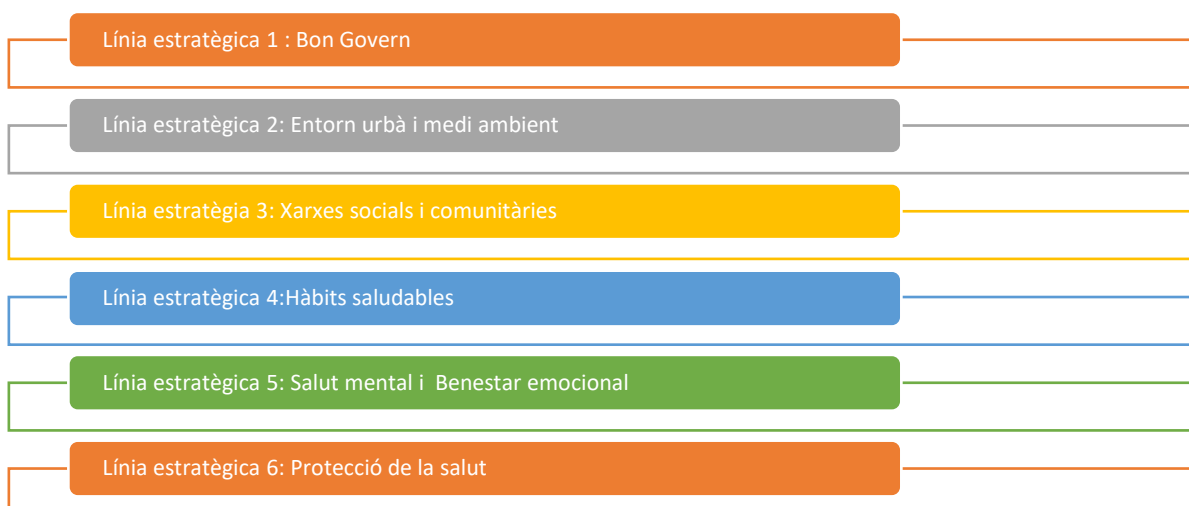 Línia estratègica 1 : Bon Govern
Línia estratègica 2: Entorn urbà i medi ambient
Línia estratègia 3: Xarxes socials i comunitàries
Línia estratègica 4:Hàbits saludables
Línia estratègica 5: Salut mental i  Benestar emocional
Línia estratègica 6: Protecció de la salut